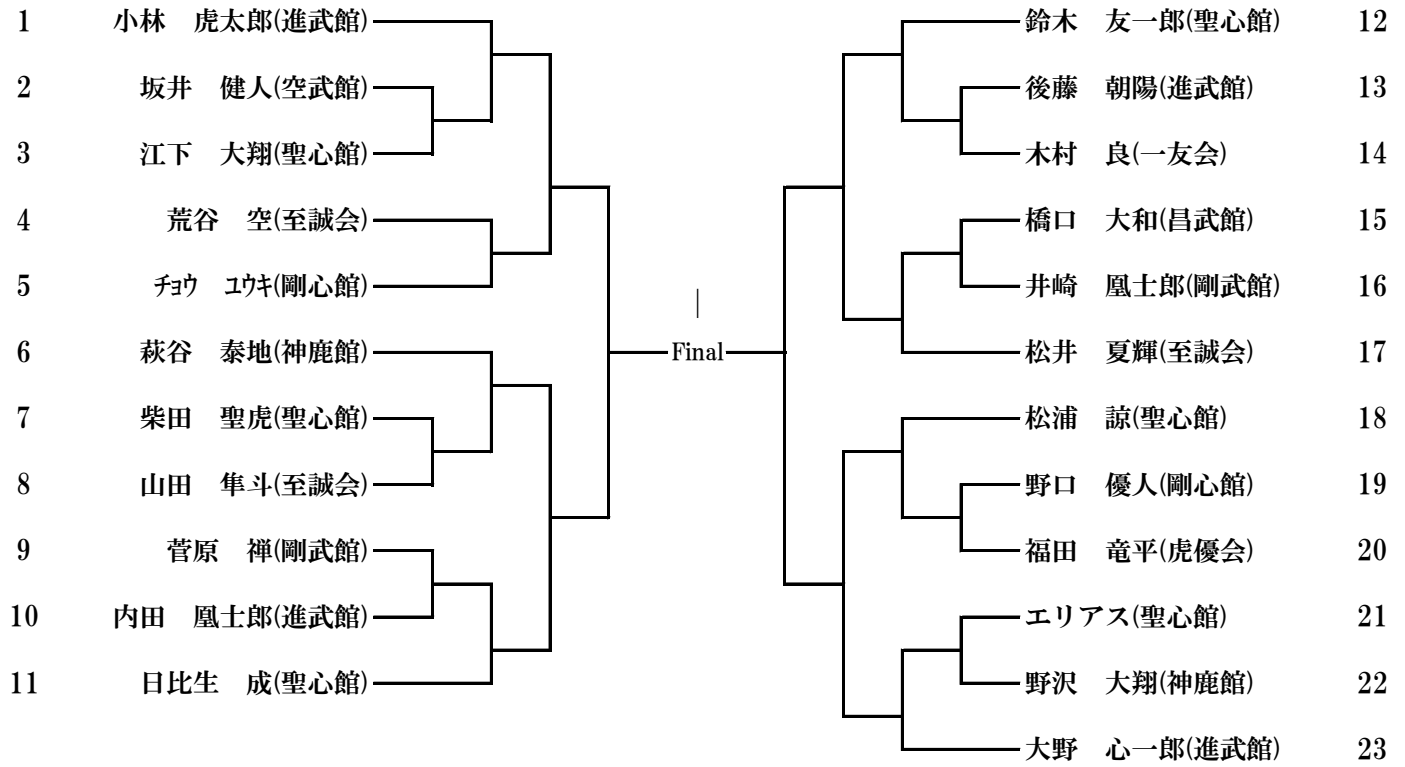 1 小林　虎太郎(進武館)
2 坂井　健人(空武館)
3 江下　大翔(聖心館)
4 荒谷　空(至誠会)
5 ﾁｮｳ　ﾕｳｷ(剛心館)
6 萩谷　泰地(神鹿館)
7 柴田　聖虎(聖心館)
8 山田　隼斗(至誠会)
9 菅原　禅(剛武館)
10 内田　凰士郎(進武館)
11 日比生　成(聖心館)
Final
鈴木　友一郎(聖心館) 12
後藤　朝陽(進武館) 13
木村　良(一友会) 14
橋口　大和(昌武館) 15
井崎　凰士郎(剛武館) 16
松井　夏輝(至誠会) 17
松浦　諒(聖心館) 18
野口　優人(剛心館) 19
福田　竜平(虎優会) 20
エリアス(聖心館) 21
野沢　大翔(神鹿館) 22
大野　心一郎(進武館) 23